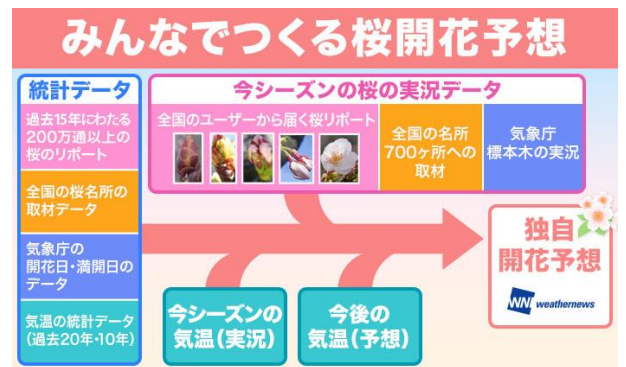 みんなでつくる桜開花予想
統計データ
過去15年にわたる
200万通以上の
桜のリポート
全国の桜名所の
取材データ
気象庁の
開花日・満開日の
データ
気温の統計データ
(過去20年・10年)
今シーズンの桜の実況データ
全国のユーザーから届く桜リポート
全国の名所
700ヶ所への
取材
気象庁
標本木の実況
今シーズンの
気温(実況)
今後の
気温(予想)
独自
開花予想
WNI weathernews